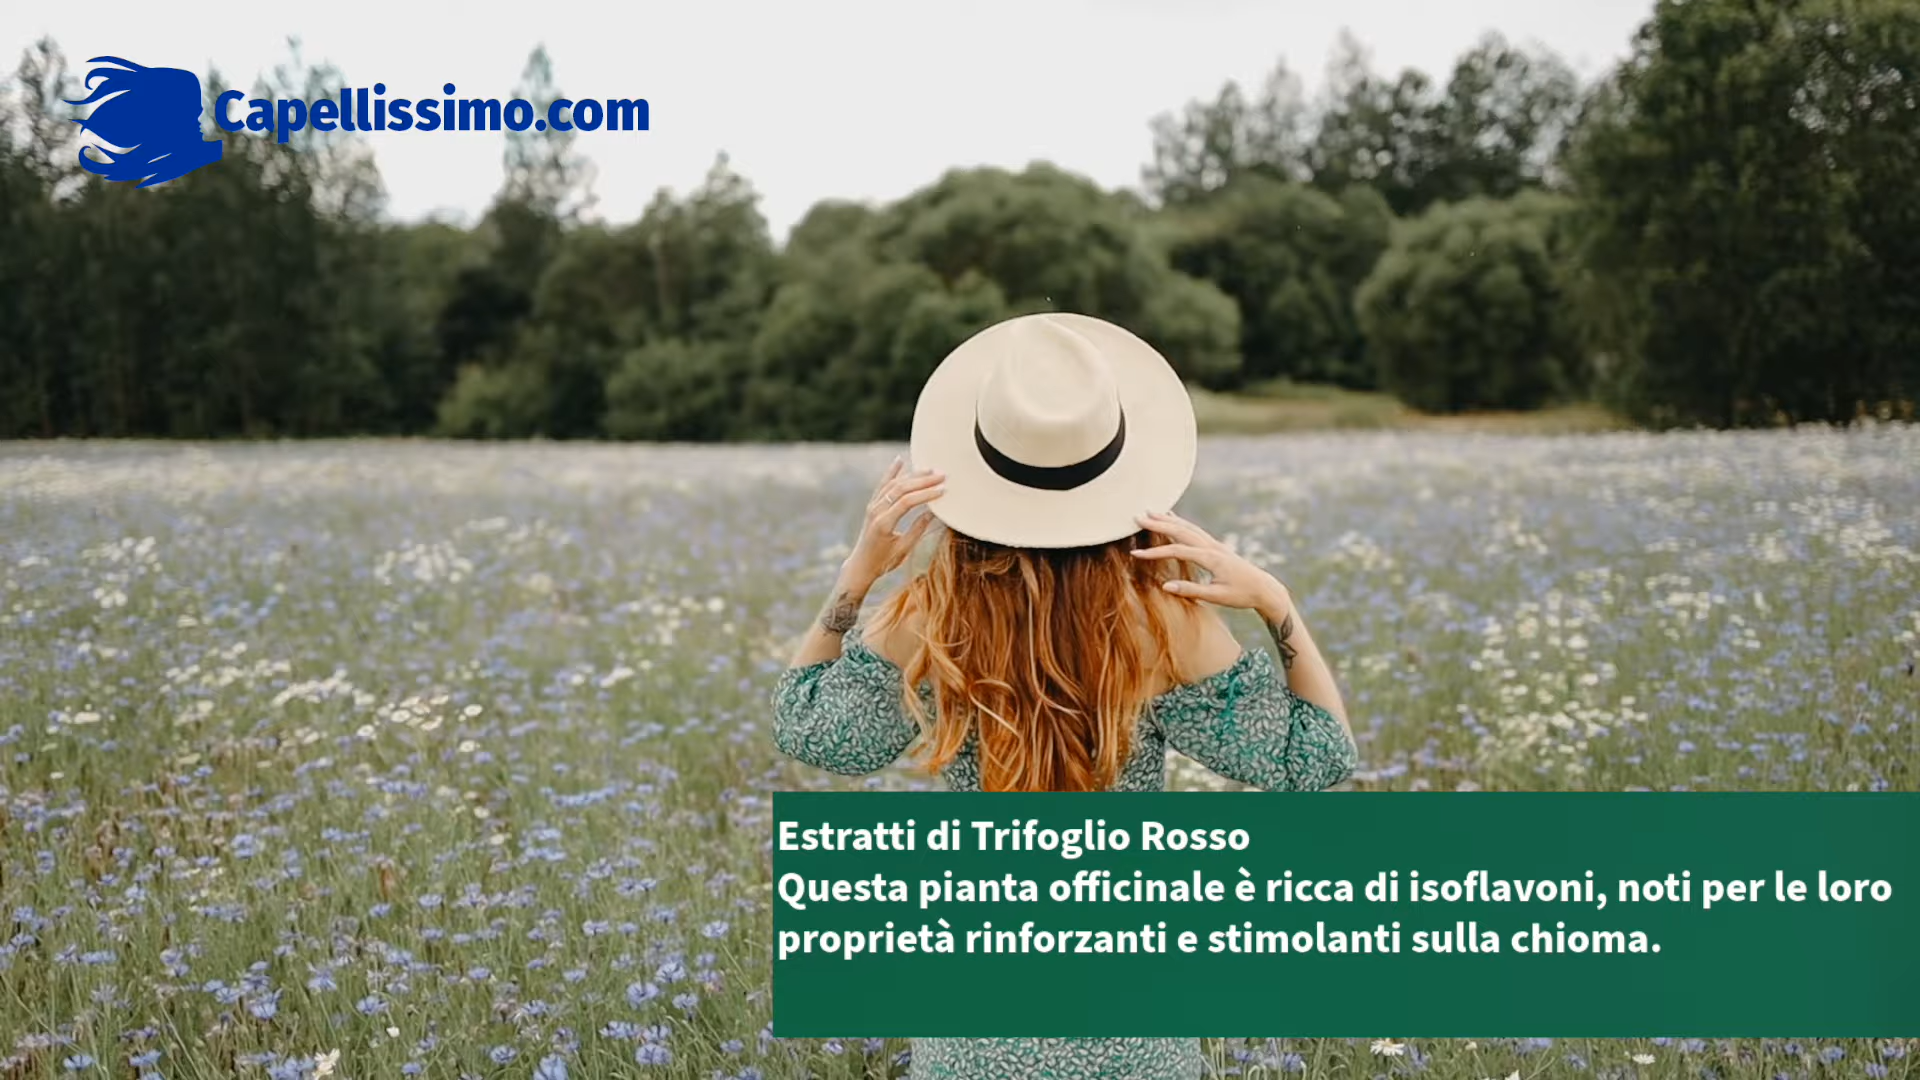 Capellissimo.com
Estratti di Trifoglio Rosso
Questa pianta officinale è ricca di isoflavoni, noti per le loro
proprietà rinforzanti e stimolanti sulla chioma.